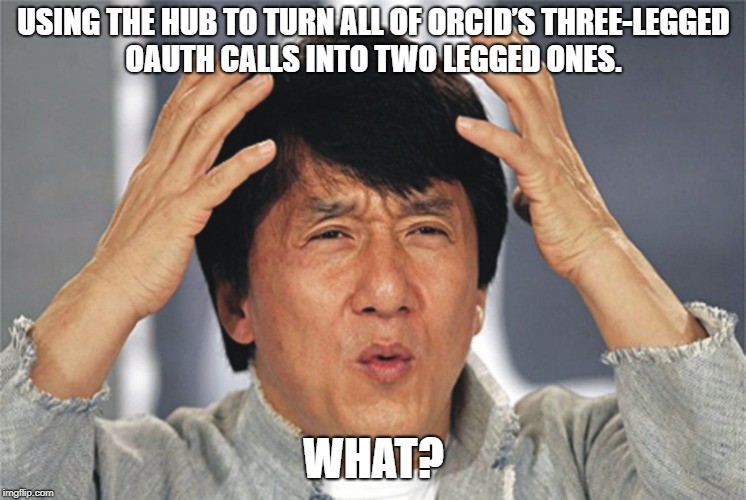 USING THE HUB TO TURN ALL OF ORCID'S THREE-LEGGED
OAUTH CALLS INTO TWO LEGGED ONES.
WHAT?
imgflip.com